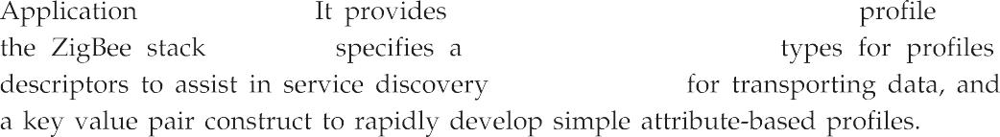 Application It provides profile
the ZigBee stack specifies a types for profiles
descriptors to assist in service discovery for transporting data, and
a key value pair construct to rapidly develop simple attribute-based profiles.